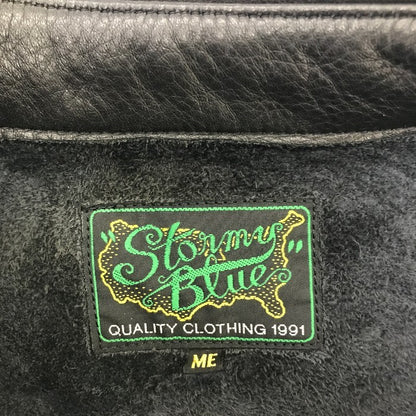 "Stormy
Blue"
QUALITY CLOTHING 1991
ME